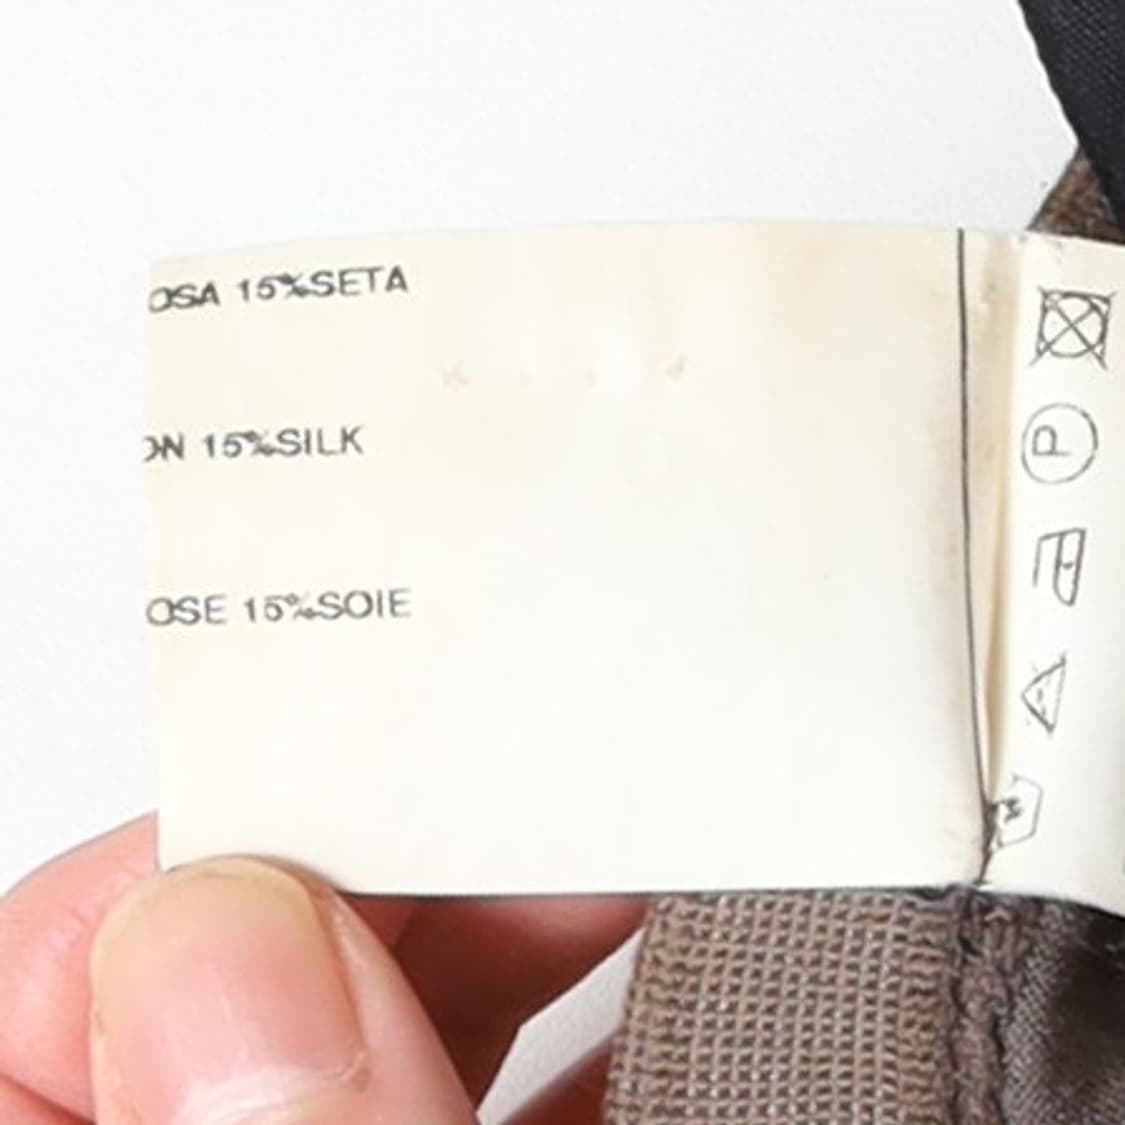 OSA 15%SETA
ON 15%SILK
OSE 15%SOIE
P